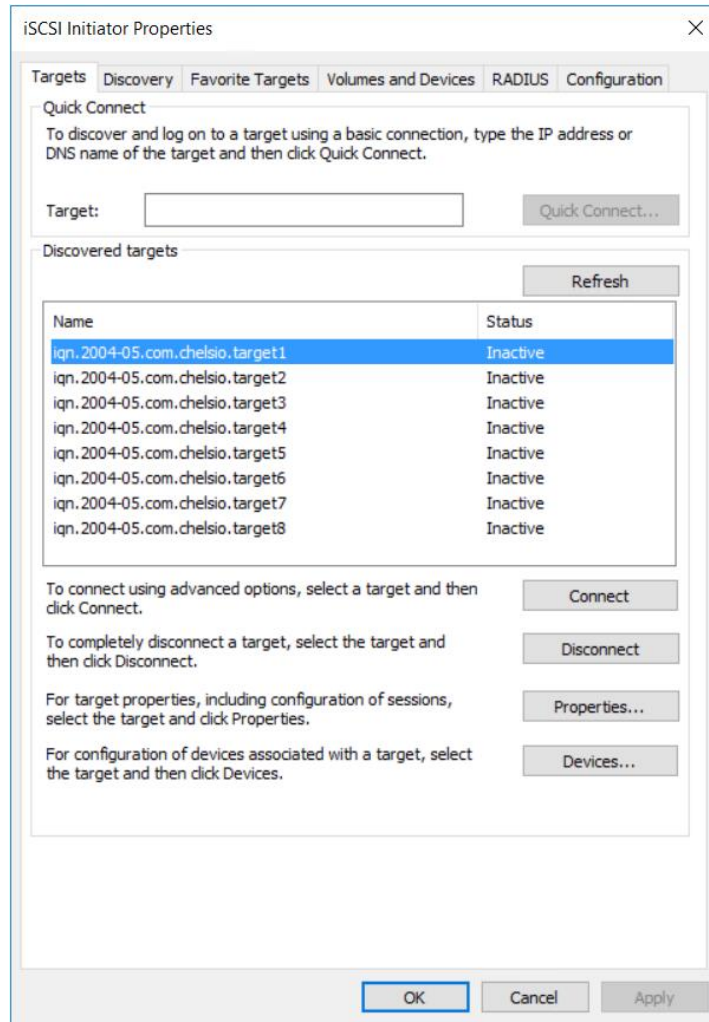 iSCSI Initiator Properties
Targets Discovery Favorite Targets Volumes and Devices RADIUS Configuration
Quick Connect
To discover and log on to a target using a basic connection, type the IP address or
DNS name of the target and then click Quick Connect.
Target: Quick Connect...
Discovered targets
Refresh
Name Status
iqn.2004-05.com.chelsio.target1 Inactive
iqn.2004-05.com.chelsio.target2 Inactive
iqn.2004-05.com.chelsio.target3 Inactive
iqn.2004-05.com.chelsio.target4 Inactive
iqn.2004-05.com.chelsio.target5 Inactive
iqn.2004-05.com.chelsio.target6 Inactive
iqn.2004-05.com.chelsio.target7 Inactive
iqn.2004-05.com.chelsio.target8 Inactive
To connect using advanced options, select a target and then
click Connect.
Connect
To completely disconnect a target, select the target and
then click Disconnect.
Disconnect
For target properties, including configuration of sessions,
select the target and click Properties.
Properties...
For configuration of devices associated with a target, select
the target and then click Devices.
Devices...
OK Cancel Apply